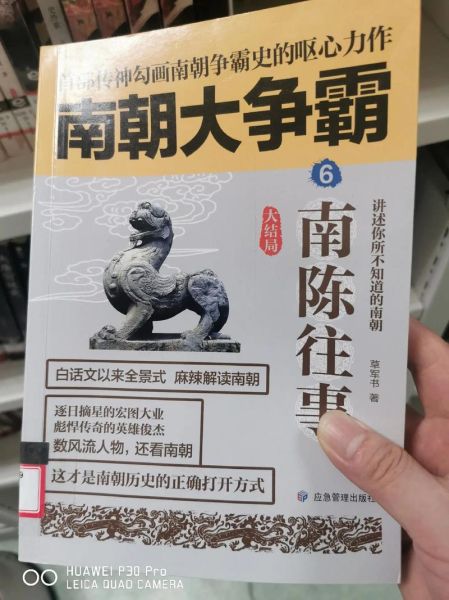 首部传神勾画南朝争霸史的呕心力作
南朝大争霸
6
大结局
南陈往事
讲述你所不知道的南朝
草军书 著
白话文以来全景式 麻辣解读南朝
逐日摘星的宏图大业
彪悍传奇的英雄俊杰
数风流人物，还看南朝
这才是南朝历史的正确打开方式
应急管理出版社
HUAWEI P30 Pro
LEICA QUAD CAMERA